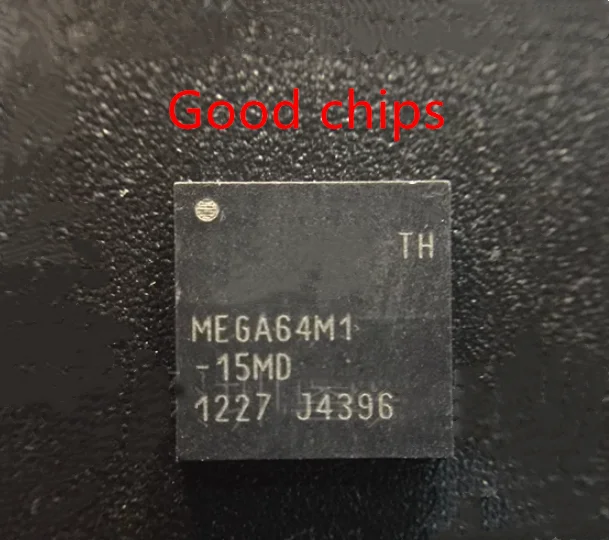 Good chips
TH
MEGA64M1
-15MD
1227 J4396